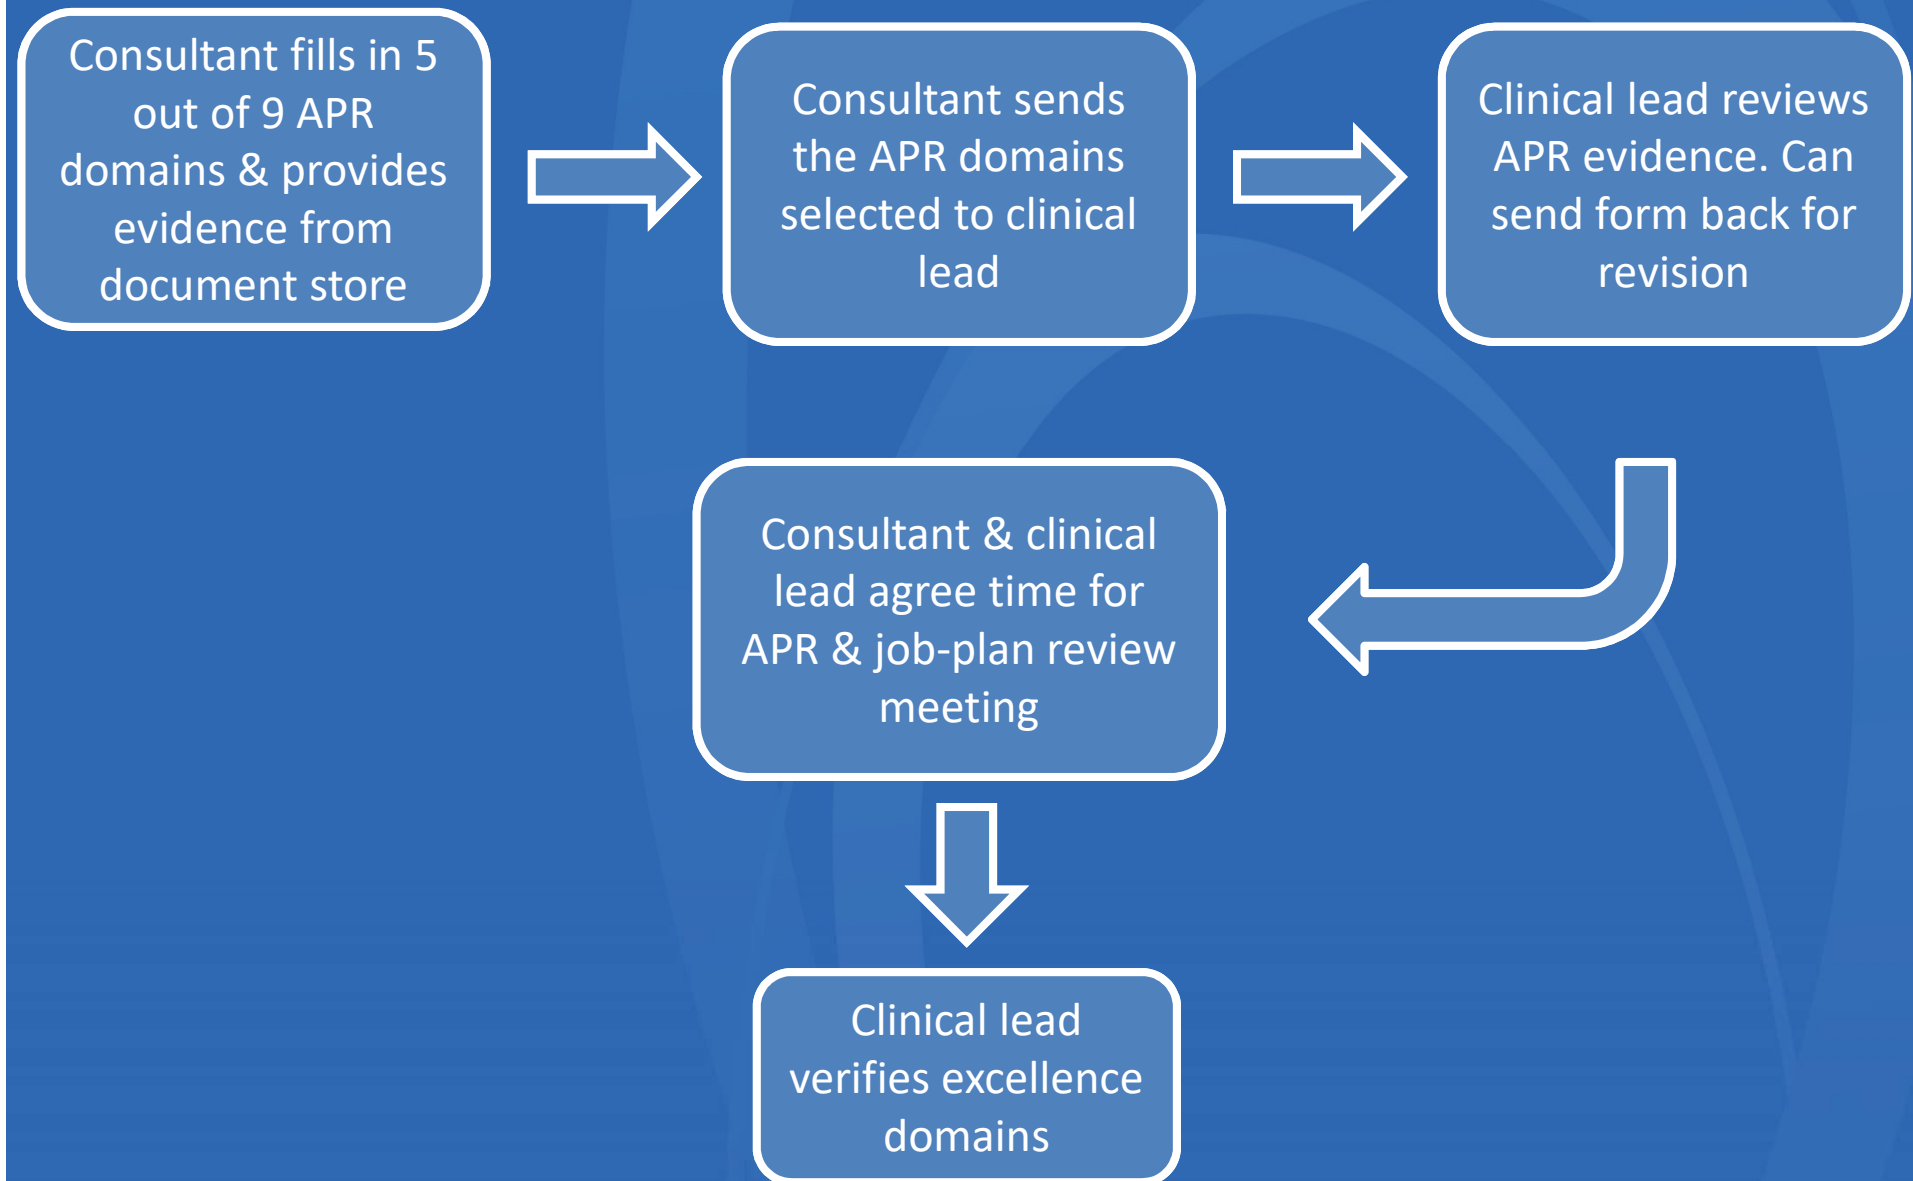 Consultant fills in 5
out of 9 APR
domains & provides
evidence from
document store
Consultant sends
the APR domains
selected to clinical
lead
Clinical lead reviews
APR evidence. Can
send form back for
revision
Consultant & clinical
lead agree time for
APR & job-plan review
meeting
Clinical lead
verifies excellence
domains